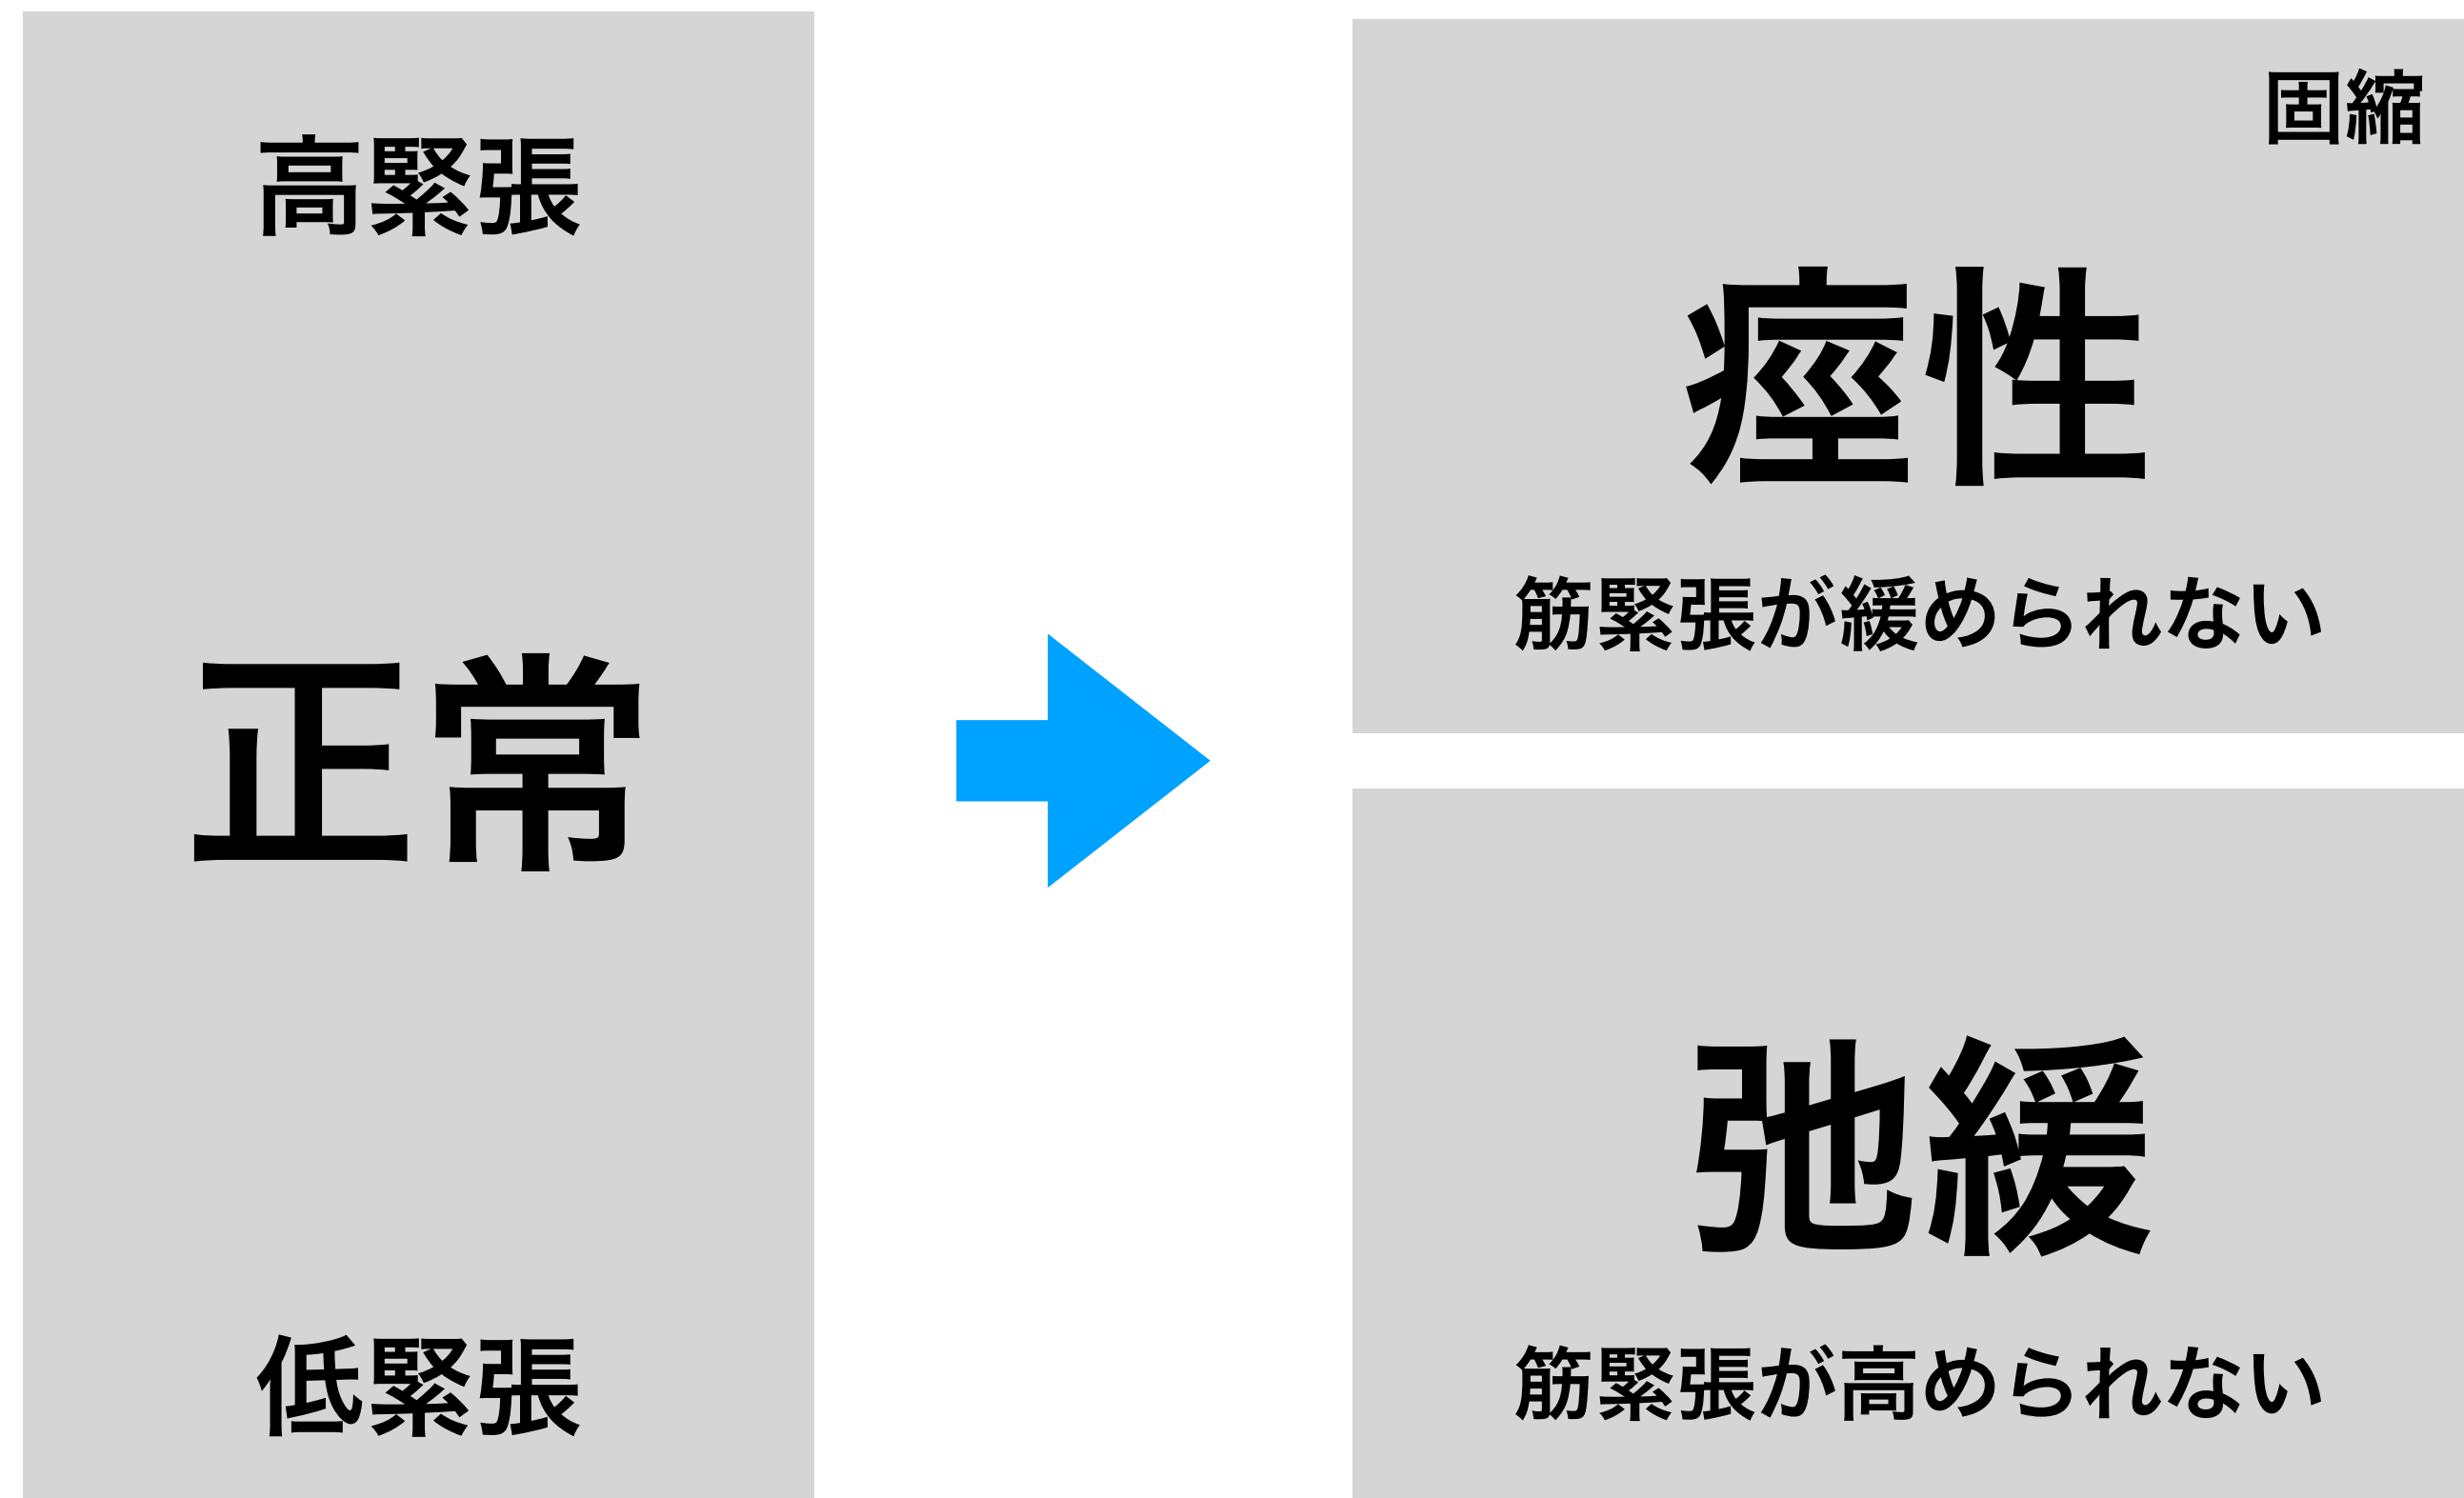 高緊張
正常
低緊張
固縮
痙性
筋緊張が緩められない
弛緩
筋緊張が高められない